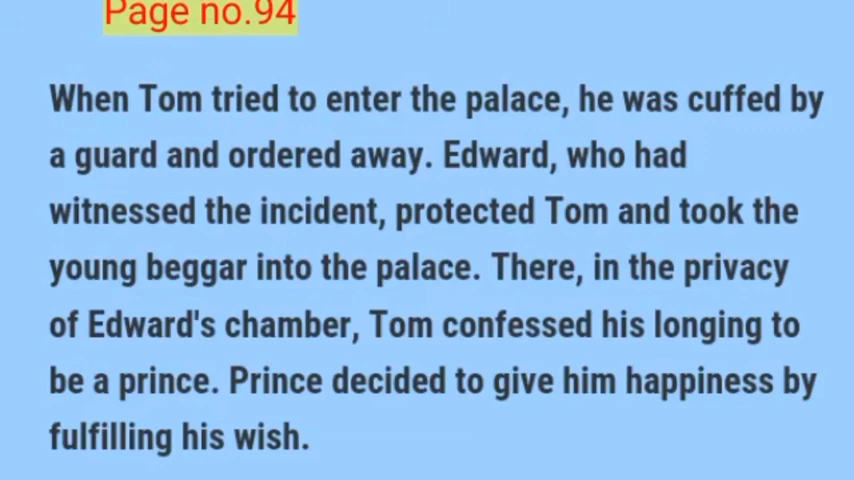 Page no.94
When Tom tried to enter the palace, he was cuffed by
a guard and ordered away. Edward, who had
witnessed the incident, protected Tom and took the
young beggar into the palace. There, in the privacy
of Edward's chamber, Tom confessed his longing to
be a prince. Prince decided to give him happiness by
fulfilling his wish.